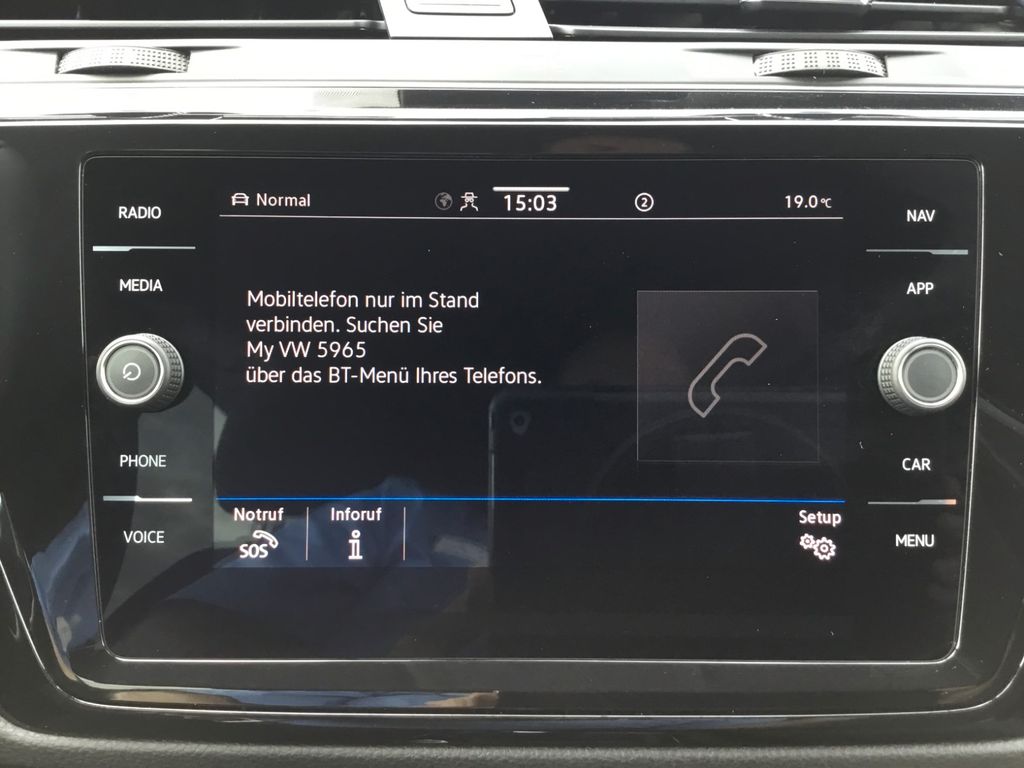 RADIO
MEDIA
PHONE
VOICE
Normal
15:03
2
19.0°C
Mobiltelefon nur im Stand
verbinden. Suchen Sie
My VW 5965
über das BT-Menü Ihres Telefons.
Notruf
SOS
Inforuf
i
Setup
NAV
APP
CAR
MENU